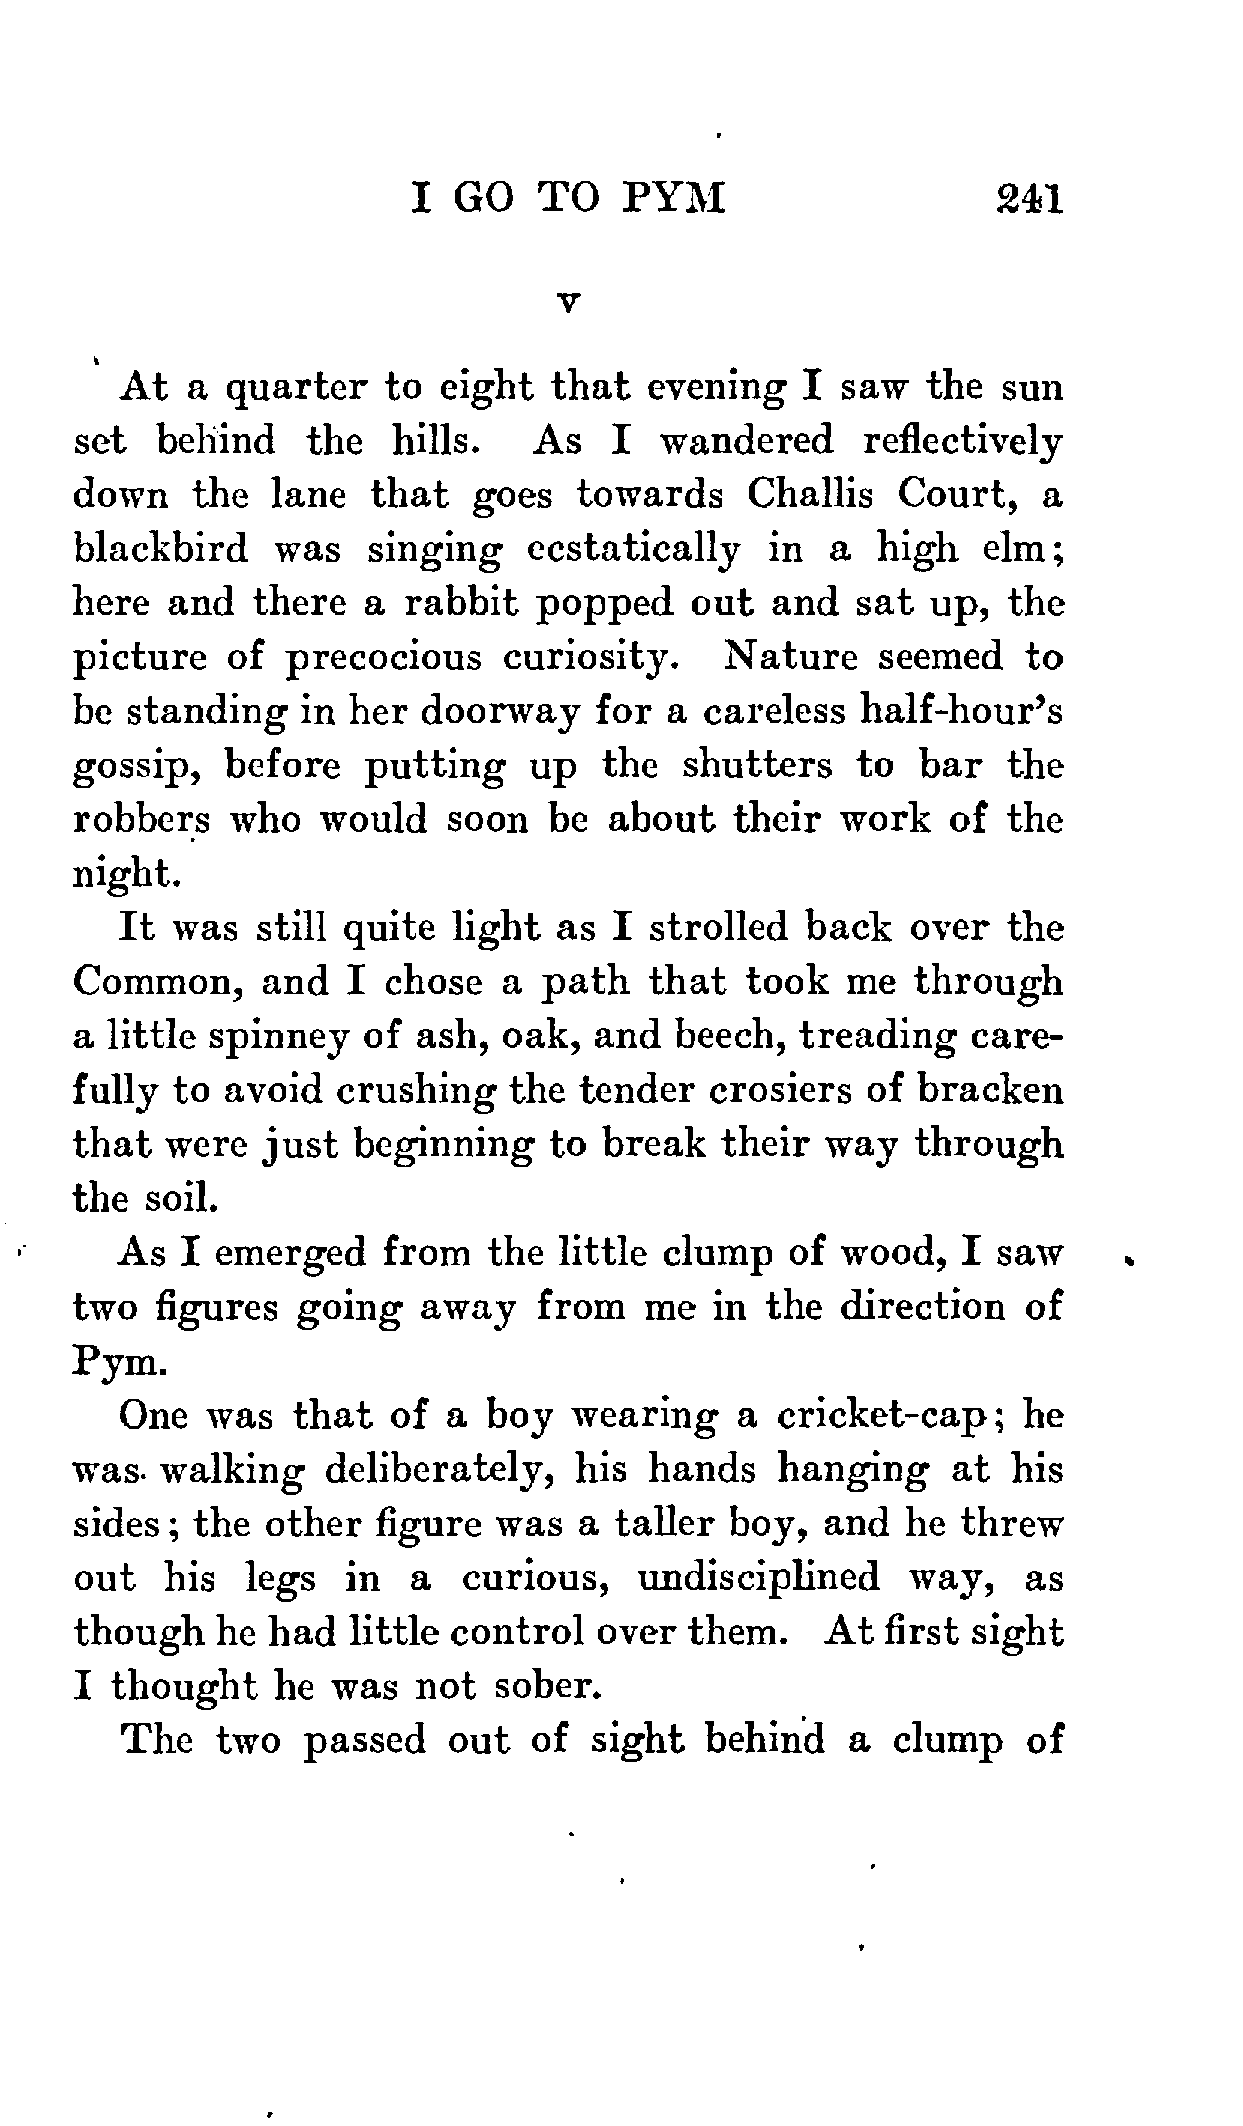 I GO TO PYM 241
V
At a quarter to eight that evening I saw the sun
set behind the hills. As I wandered reflectively
down the lane that goes towards Challis Court, a
blackbird was singing ecstatically in a high elm;
here and there a rabbit popped out and sat up, the
picture of precocious curiosity. Nature seemed to
be standing in her doorway for a careless half-hour's
gossip, before putting up the shutters to bar the
robbers who would soon be about their work of the
night.
It was still quite light as I strolled back over the
Common, and I chose a path that took me through
a little spinney of ash, oak, and beech, treading care-
fully to avoid crushing the tender crosiers of bracken
that were just beginning to break their way through
the soil.
As I emerged from the little clump of wood, I saw
two figures going away from me in the direction of
Pym.
One was that of a boy wearing a cricket-cap; he
was walking deliberately, his hands hanging at his
sides; the other figure was a taller boy, and he threw
out his legs in a curious, undisciplined way, as
though he had little control over them. At first sight
I thought he was not sober.
The two passed out of sight behind a clump of